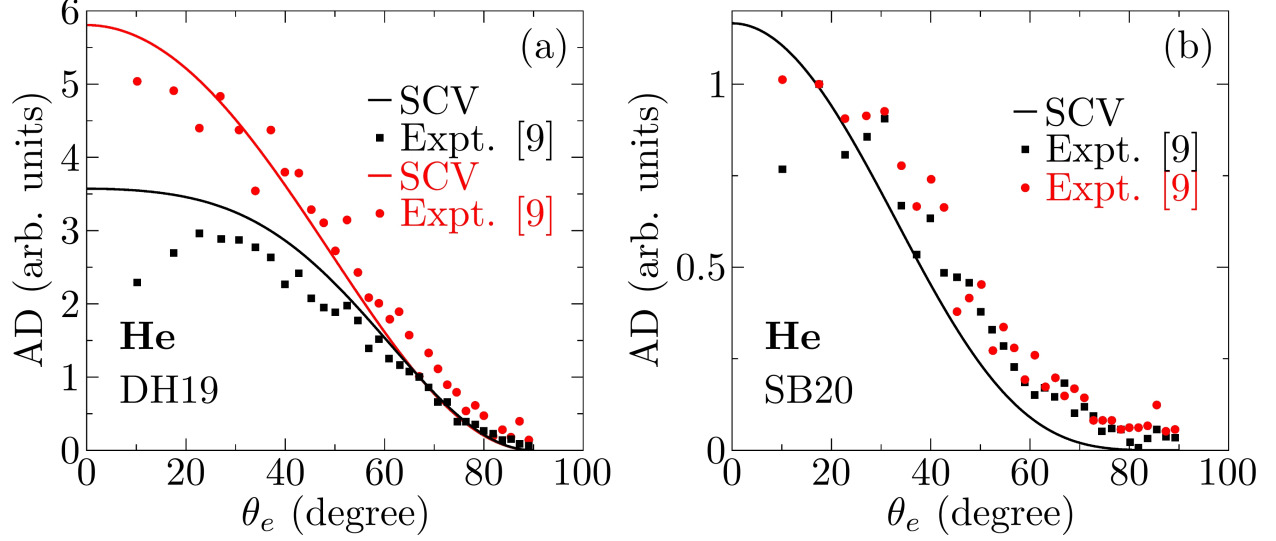 6
5
4
3
2
1
0
AD (arb. units)
(a)
SCV
Expt. [9]
SCV
Expt. [9]
He
DH19
0 20 40 60 80 100
θe (degree)
1
0.5
0
AD (arb. units)
(b)
SCV
Expt. [9]
Expt. [9]
He
SB20
0 20 40 60 80 100
θe (degree)